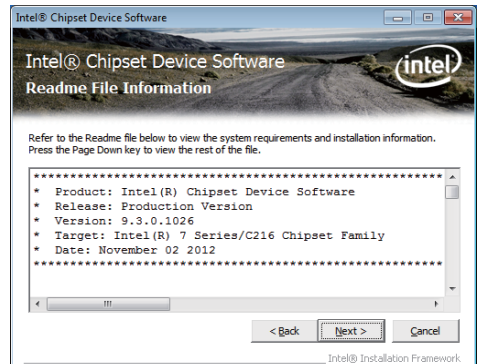 Intel® Chipset Device Software
Intel® Chipset Device Software
intel
Readme File Information
Refer to the Readme file below to view the system requirements and installation information.
Press the Page Down key to view the rest of the file.
************************************************************
*   Product: Intel(R) Chipset Device Software
*   Release: Production Version
*   Version: 9.3.0.1026
*   Target: Intel(R) 7 Series/C216 Chipset Family
*   Date: November 02 2012
************************************************************
< Back   Next >   Cancel
Intel® Installation Framework